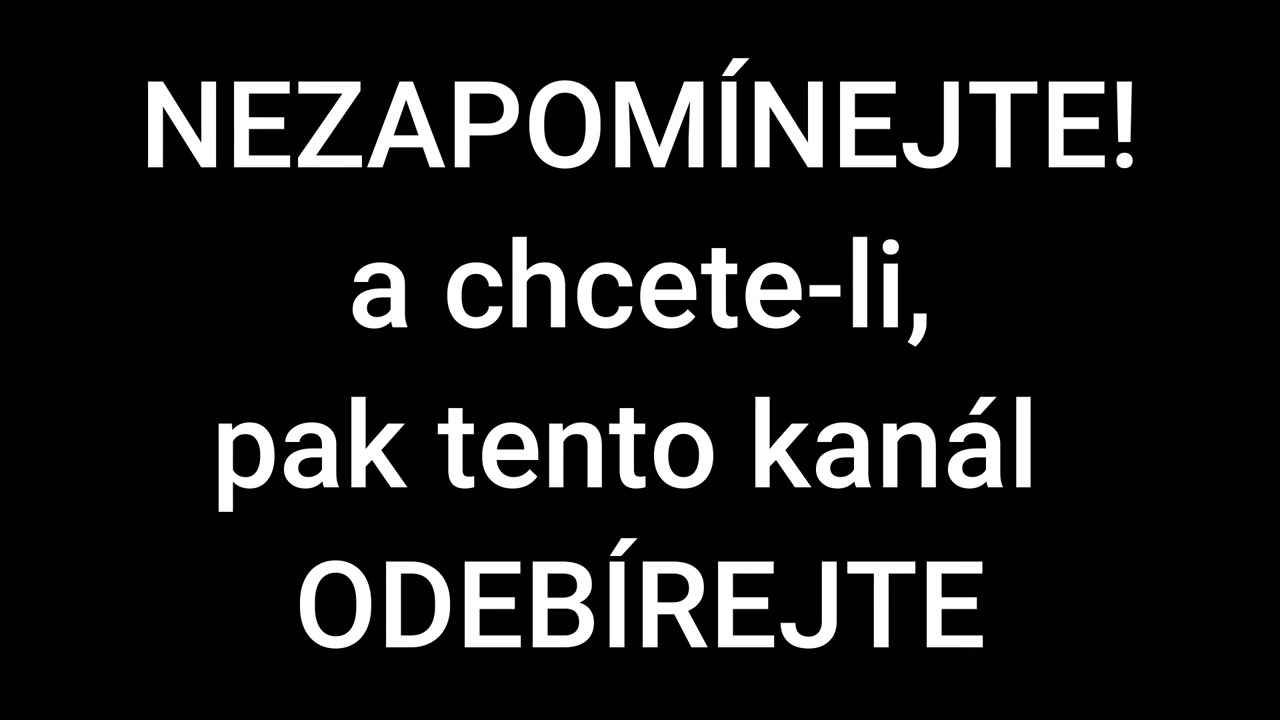 NEZAPOMÍNEJTE!
a chcete-li,
pak tento kanál
ODEBÍREJTE